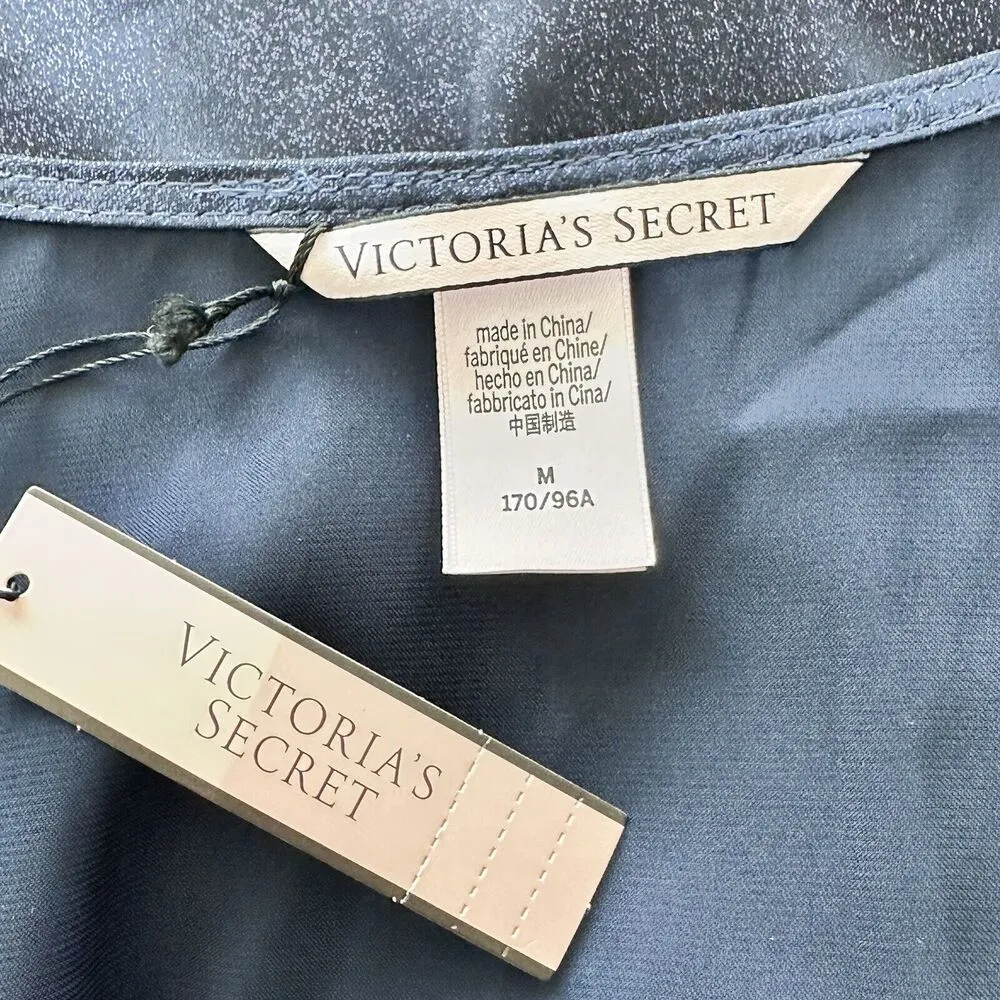 VICTORIA'S SECRET
made in China/
fabriqué en Chine/
hecho en China/
fabbricato in Cina/
中国制造
M
170/96A
VICTORIA'S
SECRET